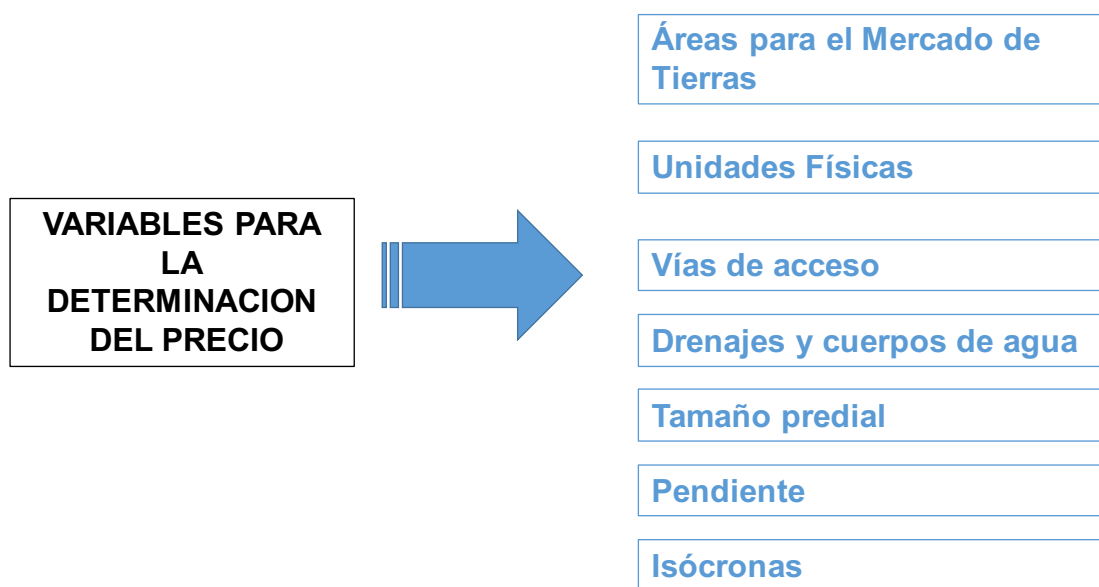 VARIABLES PARA
LA
DETERMINACION
DEL PRECIO
Áreas para el Mercado de
Tierras
Unidades Físicas
Vías de acceso
Drenajes y cuerpos de agua
Tamaño predial
Pendiente
Isócronas